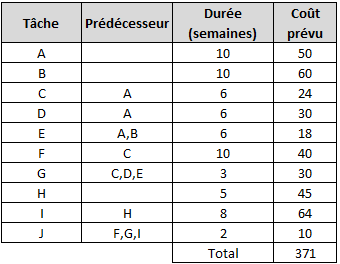 Tâche Prédécesseur Durée (semaines) Coût prévu
A 10 50
B 10 60
C A 6 24
D A 6 30
E A,B 6 18
F C 10 40
G C,D,E 3 30
H 5 45
I H 8 64
J F,G,I 2 10
Total 371